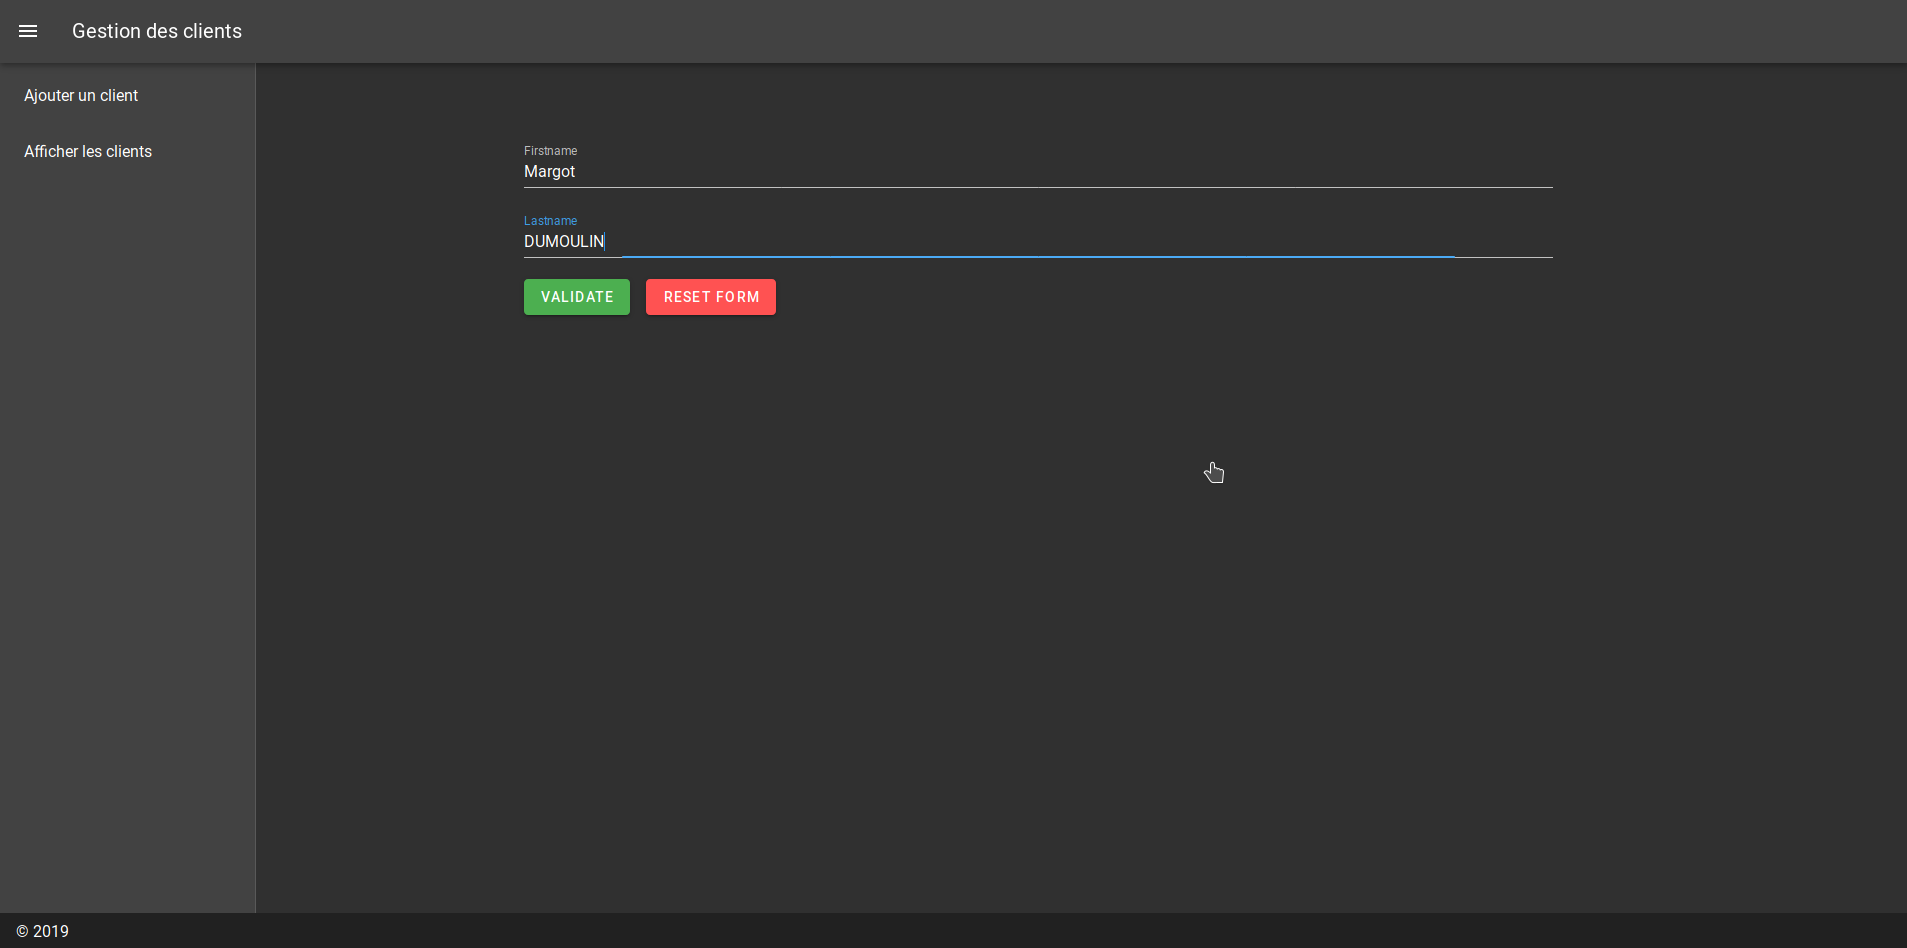 Gestion des clients
Ajouter un client
Afficher les clients
Firstname
Margot
Lastname
DUMOULIN
VALIDATE RESET FORM
© 2019